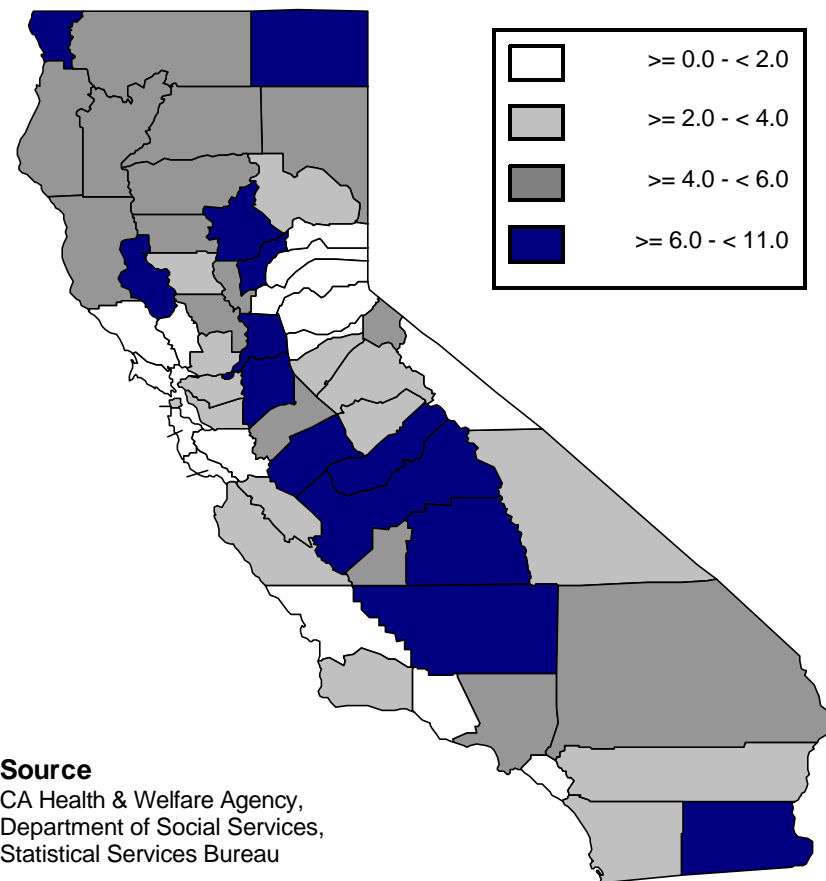 >= 0.0 - < 2.0
>= 2.0 - < 4.0
>= 4.0 - < 6.0
>= 6.0 - < 11.0
Source
CA Health & Welfare Agency,
Department of Social Services,
Statistical Services Bureau